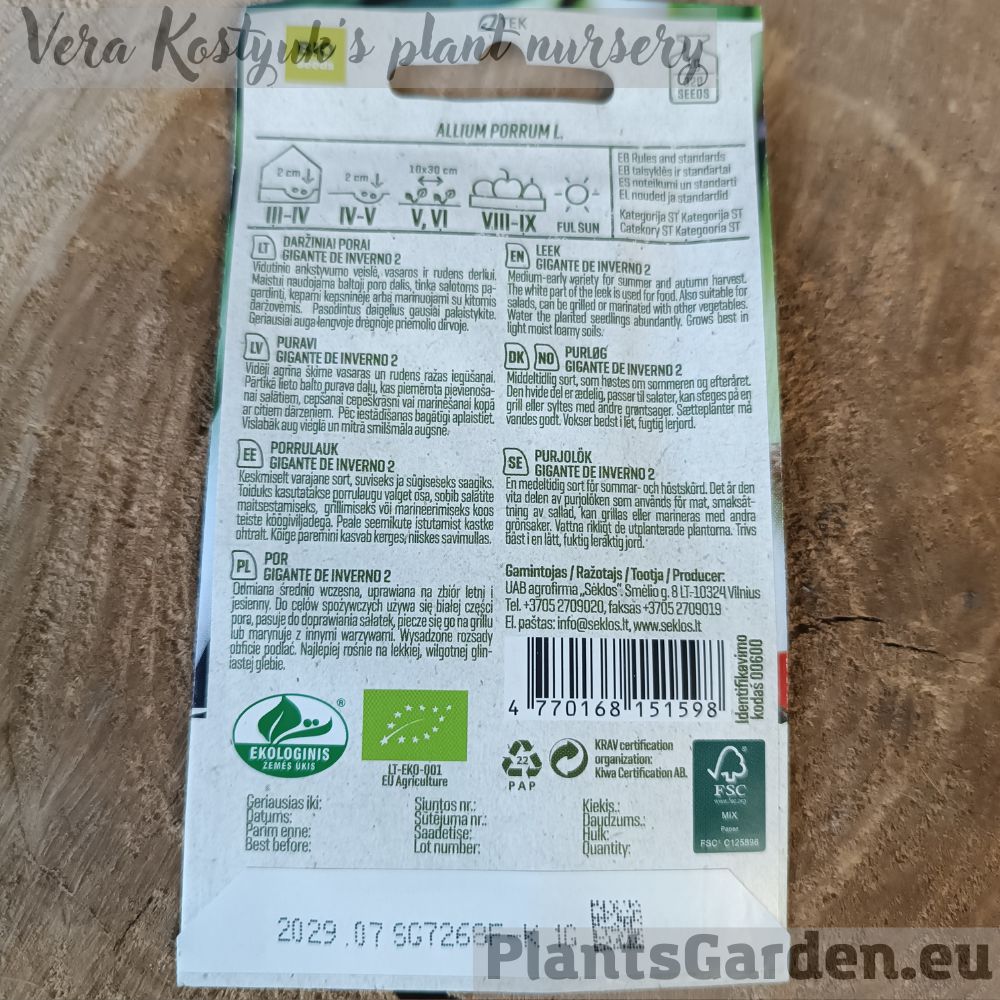 Vera Kostyuk's plant nursery
BIO
seeds
TEK
SEEDS
ALLIUM PORRUM L.
2 cm
2 cm
10x30 cm
III-IV
IV-V
V, VI
VIII-IX
FUL SUN
EB Rules and standards
EB taisyklės ir standartai
ES noteikumi un standarti
EL nõuded ja standardid
Kategorija ST Kategorija ST
Catekory ST Kategooria ST
LT
DARŽINIAI PORAI
GIGANTE DE INVERNO 2
Vidutinio ankstyvumo veislė, vasaros ir rudens derliui.
Maistui naudojama baltoji poro dalis, tinka salotoms pa-
gardinti, kepami kepsninėje arba marinuojami su kitomis
daržovėmis. Pasodintus daigelius gausiai palaistykite.
Geriausiai auga lengvoje drėgnoje priemolio dirvoje.
EN
LEEK
GIGANTE DE INVERNO 2
Medium-early variety for summer and autumn harvest.
The white part of the leek is used for food. Also suitable for
salads, can be grilled or marinated with other vegetables.
Water the planted seedlings abundantly. Grows best in
light moist loamy soils.
LV
PURAVI
GIGANTE DE INVERNO 2
Vidēji agrīna šķirne vasaras un rudens ražas iegūšanai.
Pārtikā lieto balto purava daļu, kas piemērota pievienoša-
nai salātiem, cepšanai cepeškrāsnī vai marinēšanai kopā
ar citiem dārzeņiem. Pēc iestādīšanas bagātīgi aplaistiet.
Vislabāk aug vieglā un mitrā smilšmāla augsnē.
DK
NO
PURLØG
GIGANTE DE INVERNO 2
Middeltidlig sort, som høstes om sommeren og efteråret.
Den hvide del er ædelig, passer til salater, kan steges på en
grill eller syltes med andre grøntsager. Sætteplanter må
vandes godt. Vokser bedst i let, fugtig lerjord.
EE
PORRULAUK
GIGANTE DE INVERNO 2
Keskmiselt varajane sort, suviseks ja sügiseseks saagiks.
Toiduks kasutatakse porrulaugu valget osa, sobib salatite
maitsestamiseks, grillimiseks või marineerimiseks koos
teiste köögiviljadega. Peale seemikute istutamist kastke
ohtralt. Kõige paremini kasvab kerges, niiskes savimullas.
SE
PURJOLÖK
GIGANTE DE INVERNO 2
En medeltidig sort för sommar- och höstskörd. Det är den
vita delen av purjolöken som används för mat, smaksät-
tning av sallad, kan grillas eller marineras med andra
grönsaker. Vattna rikligt de utplanterade plantorna. Trivs
bäst i en lätt, fuktig leraktig jord.
PL
POR
GIGANTE DE INVERNO 2
Odmiana średnio wczesna, uprawiana na zbiór letni i
jesienny. Do celów spożywczych używa się białej części
pora, pasuje do doprawiania sałatek, piecze się go na grillu
lub marynuje z innymi warzywami. Wysadzone rozsady
obficie podlać. Najlepiej rośnie na lekkiej, wilgotnej glin-
iastej glebie.
Gamintojas / Ražotajs / Tootja / Producer:
UAB agrofirma „Sėklos". Smėlio g. 8 LT-10324 Vilnius
Tel. +3705 2709020, faksas +3705 2709019
El. paštas: info@seklos.lt, www.seklos.lt
4 770168 151598
Identifikavimo
kodas 00600
EKOLOGINIS
ŽEMĖS ŪKIS
®
LT-EKO-001
EU Agriculture
22
PAP
KRAV certification
organization:
Kiwa Certification AB.
FSC
www.fsc.org
MIX
Paper
FSC® C125896
Geriausias iki:
Datums:
Parim enne:
Best before:
Siuntos nr.:
Sutējuma nr.:
Saadetise:
Lot number:
Kiekis.:
Daudzums.:
Hulk:
Quantity:
2029.07
PlantsGarden.eu